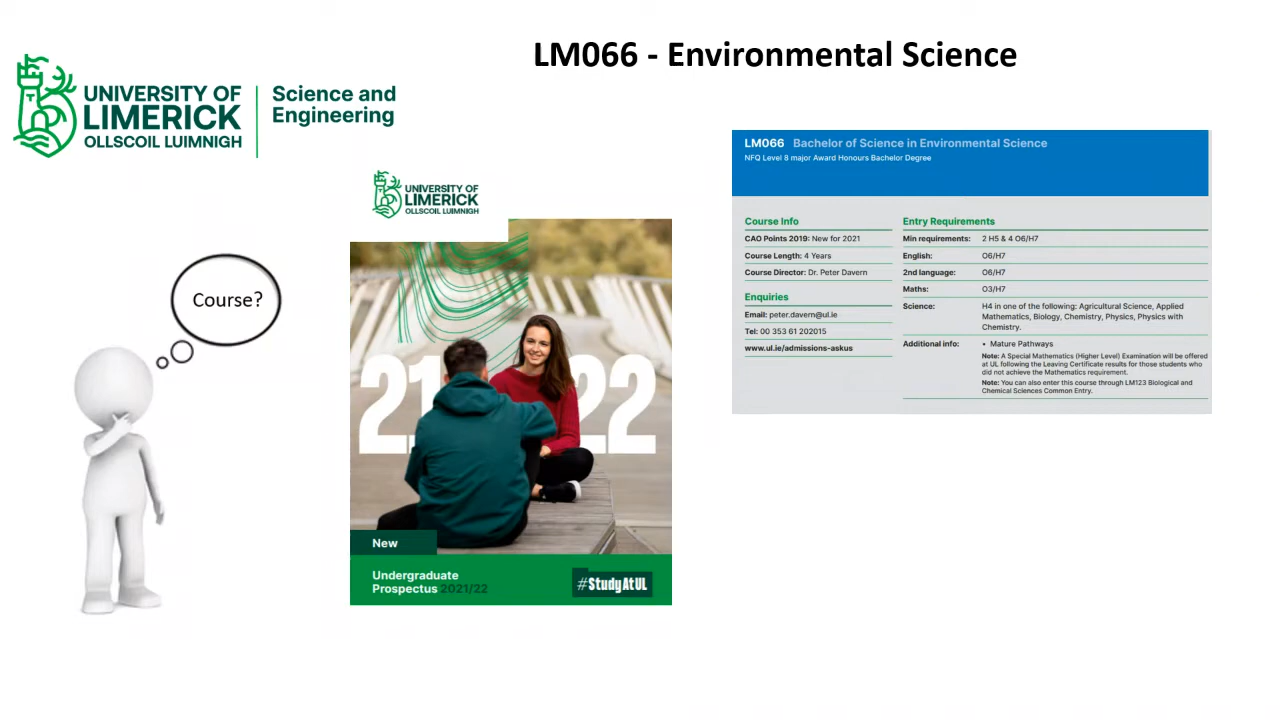 LM066 - Environmental Science
UNIVERSITY OF
LIMERICK
OLLSCOIL LUIMNIGH
Science and
Engineering
Course?
UNIVERSITY OF
LIMERICK
OLLSCOIL LUIMNIGH
21 22
New
Undergraduate
Prospectus 2021/22
#StudyAtUL
LM066 Bachelor of Science in Environmental Science
NFQ Level 8 major Award Honours Bachelor Degree
Course Info
CAO Points 2019: New for 2021
Course Length: 4 Years
Course Director: Dr. Peter Davern
Enquiries
Email: peter.davern@ul.ie
Tel: 00 353 61 202015
www.ul.ie/admissions-askus
Entry Requirements
Min requirements: 2 H5 & 4 O6/H7
English: O6/H7
2nd language: O6/H7
Maths: O3/H7
Science: H4 in one of the following: Agricultural Science, Applied
Mathematics, Biology, Chemistry, Physics, Physics with
Chemistry.
Additional info: • Mature Pathways
Note: A Special Mathematics (Higher Level) Examination will be offered
at UL following the Leaving Certificate results for those students who
did not achieve the Mathematics requirement.
Note: You can also enter this course through LM123 Biological and
Chemical Sciences Common Entry.